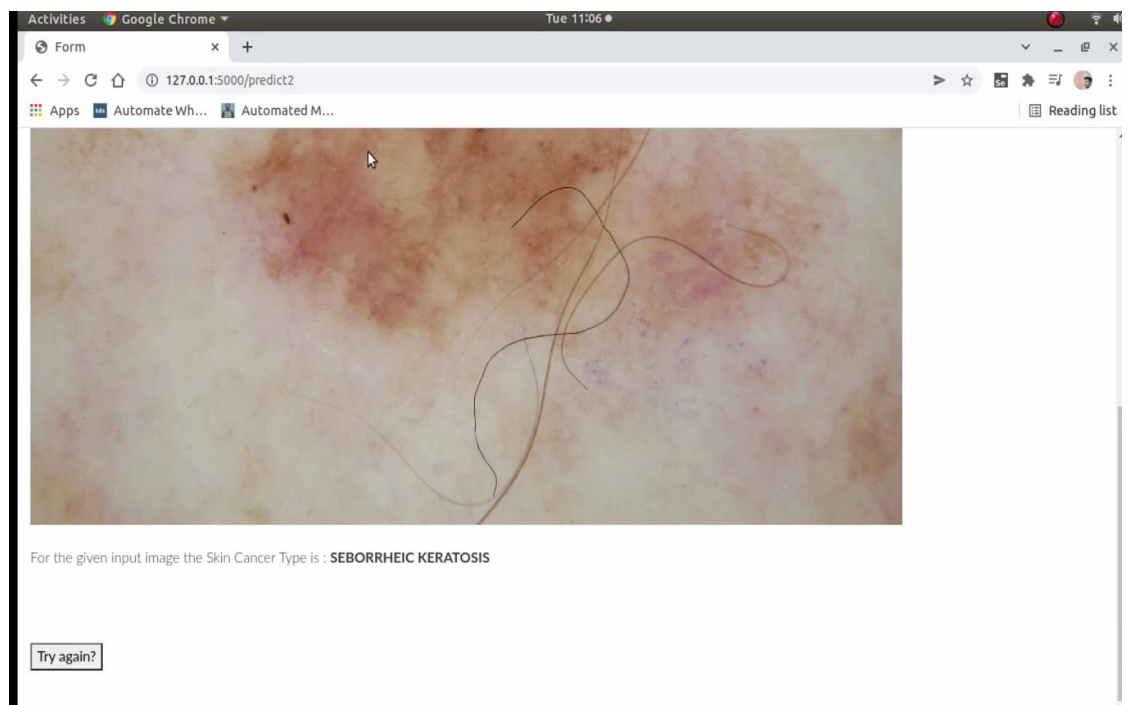 Activities Google Chrome Tue 11:06
Form
127.0.0.1:5000/predict2
Apps Automate Wh... Automated M... Reading list
For the given input image the Skin Cancer Type is : SEBORRHEIC KERATOSIS
Try again?